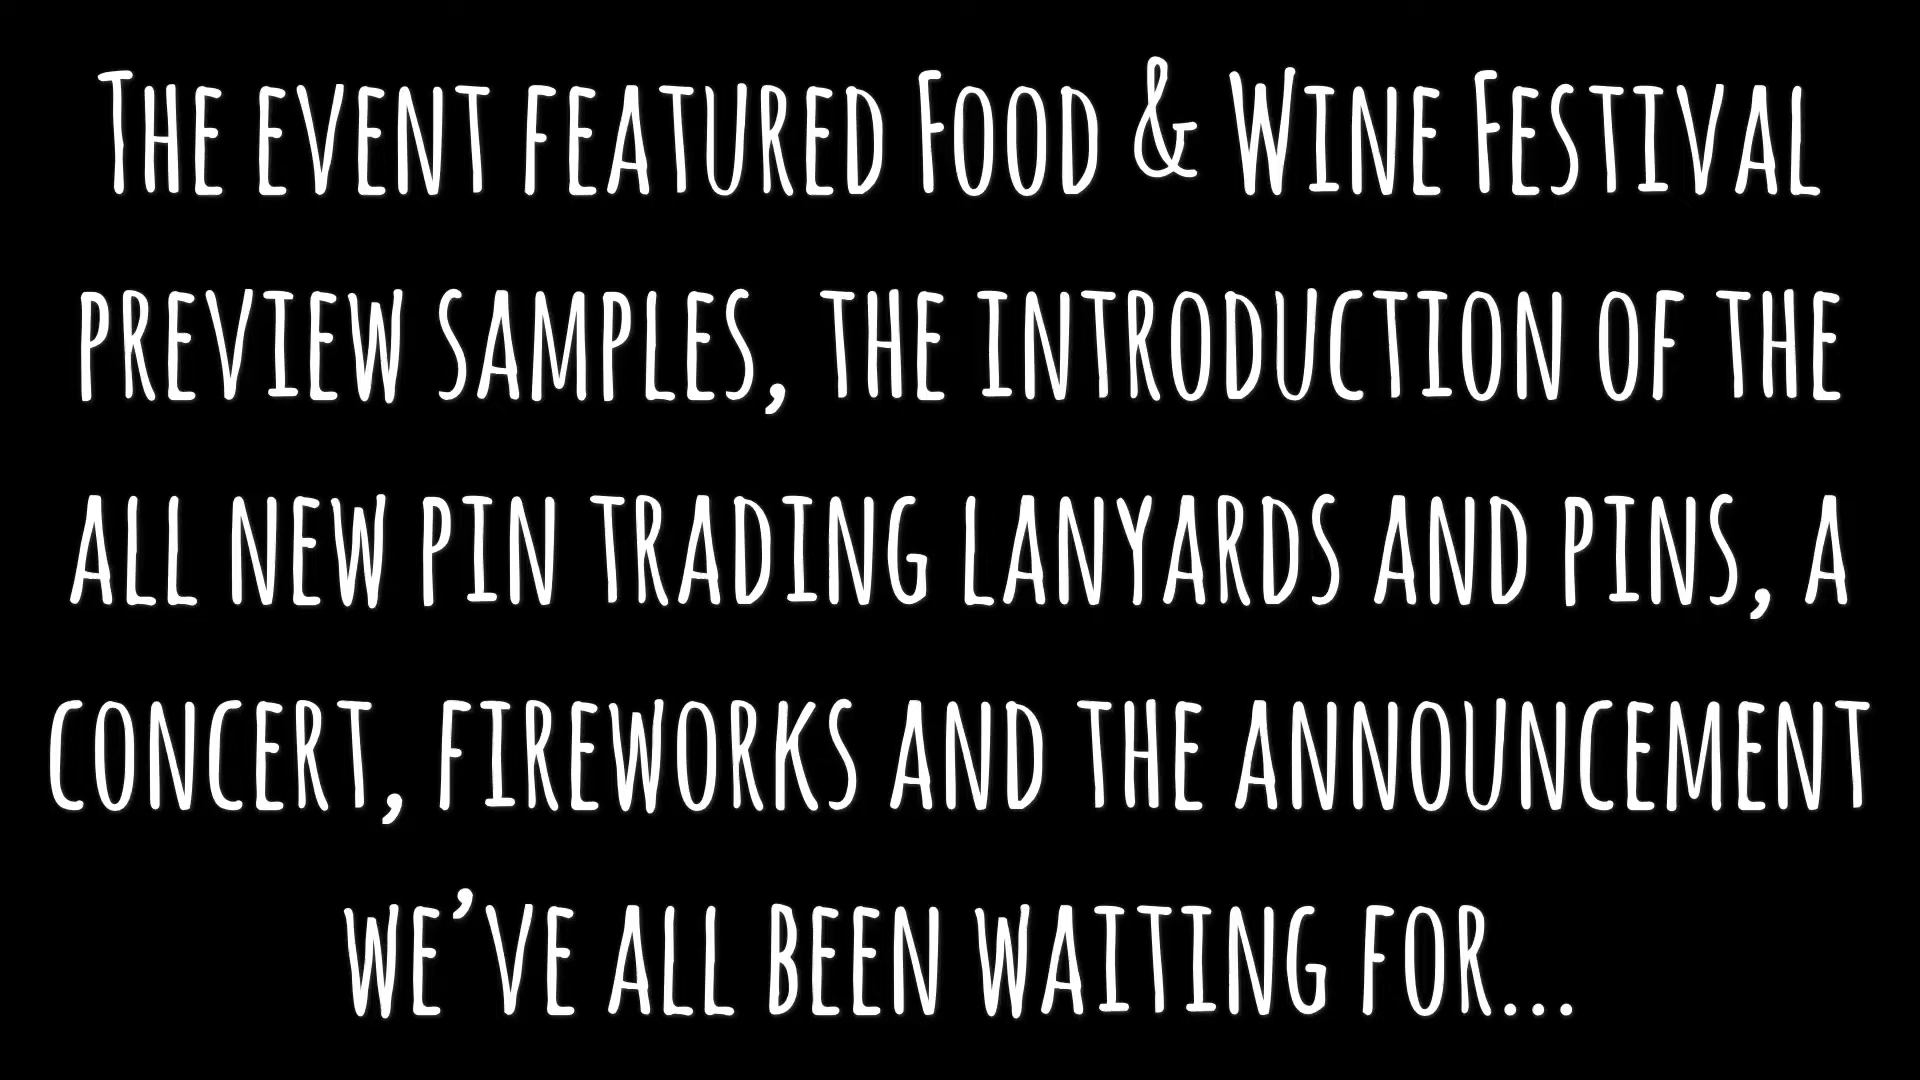 The event featured Food & Wine Festival
preview samples, the introduction of the
all new pin trading lanyards and pins, a
concert, fireworks and the announcement
we’ve all been waiting for...